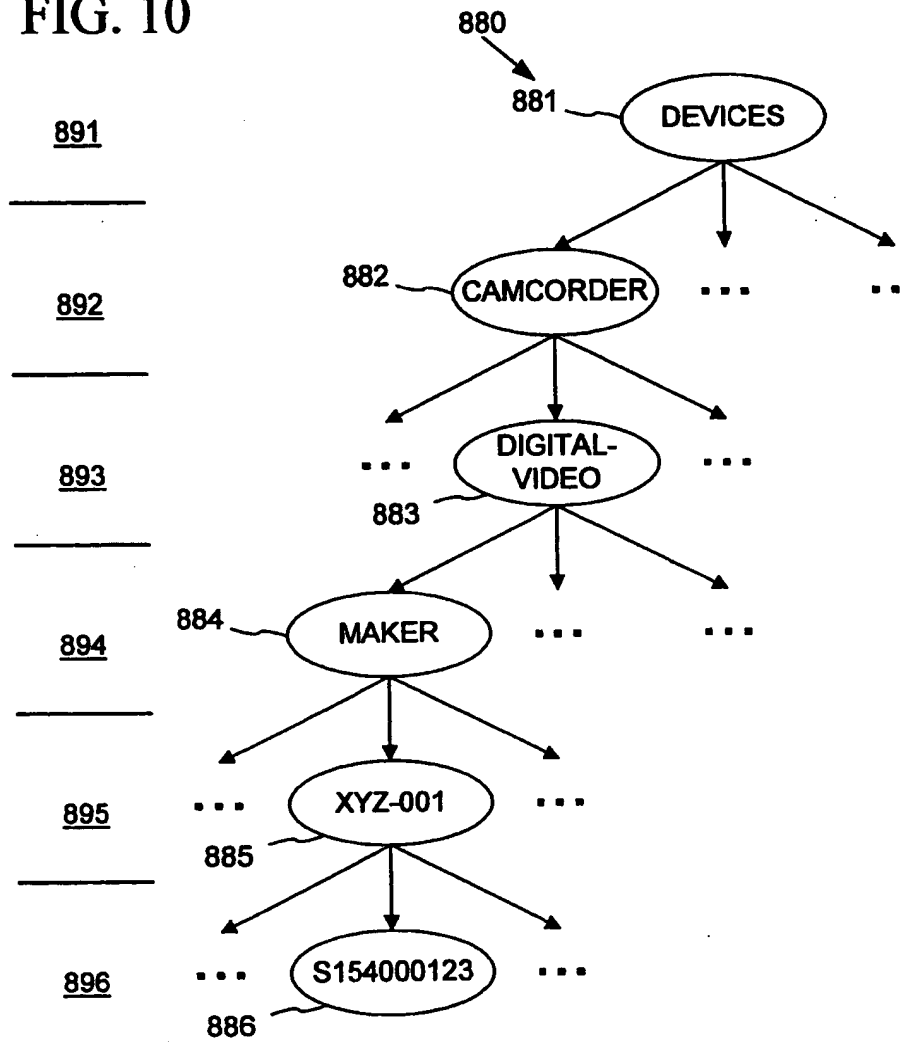 FIG. 10
880
891
881
DEVICES
892
882
CAMCORDER
...
..
893
...
DIGITAL-
VIDEO
...
883
894
884
MAKER
...
...
895
...
XYZ-001
...
885
896
...
S154000123
...
886